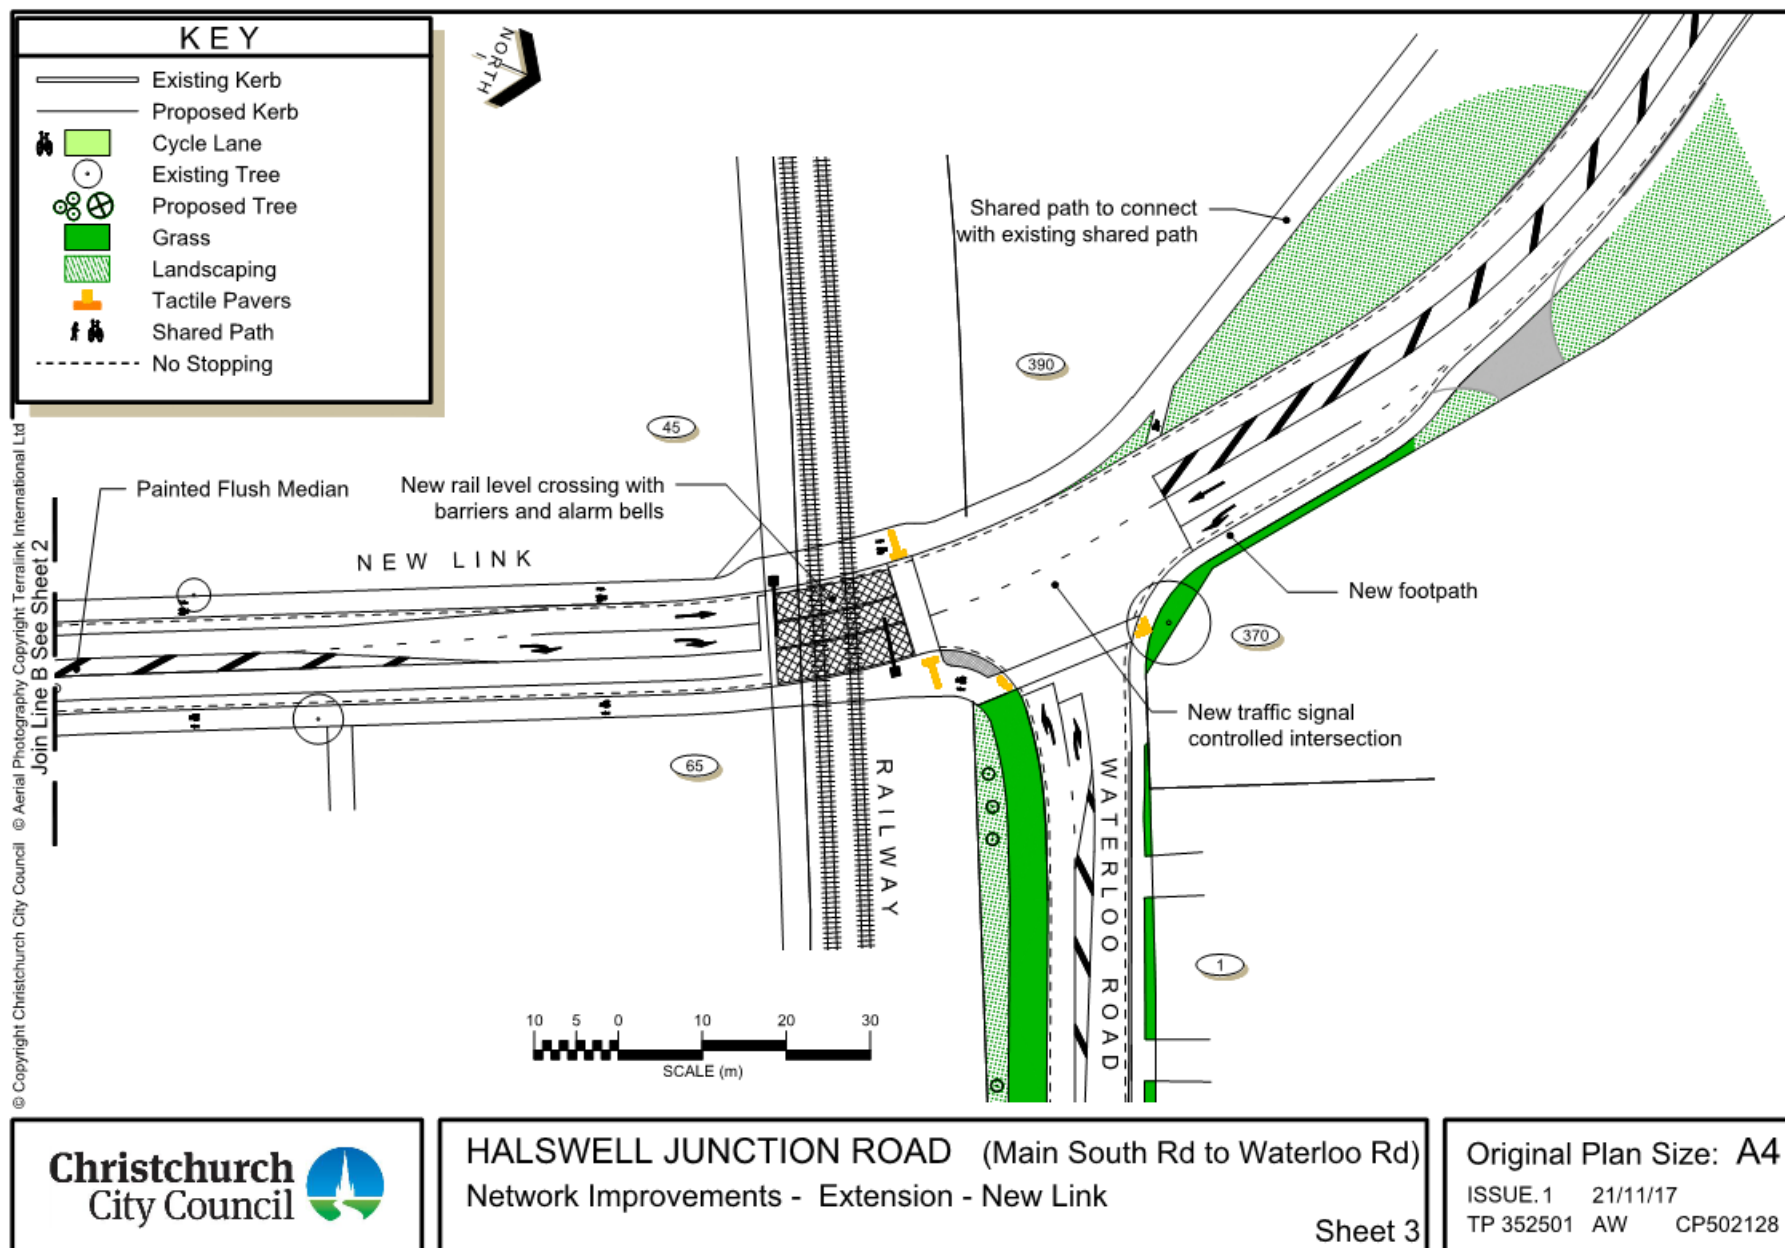 KEY
Existing Kerb
Proposed Kerb
Cycle Lane
Existing Tree
Proposed Tree
Grass
Landscaping
Tactile Pavers
Shared Path
No Stopping
NORTH
Shared path to connect
with existing shared path
390
45
Painted Flush Median
New rail level crossing with
barriers and alarm bells
NEW LINK
New footpath
370
New traffic signal
controlled intersection
65
RAILWAY
WATERLOO ROAD
1
Join Line B See Sheet 2
© Copyright Christchurch City Council © Aerial Photography Copyright Terralink International Ltd
10 5 0 10 20 30
SCALE (m)
Christchurch
City Council
HALSWELL JUNCTION ROAD (Main South Rd to Waterloo Rd)
Network Improvements - Extension - New Link
Sheet 3
Original Plan Size: A4
ISSUE.1 21/11/17
TP 352501 AW CP502128